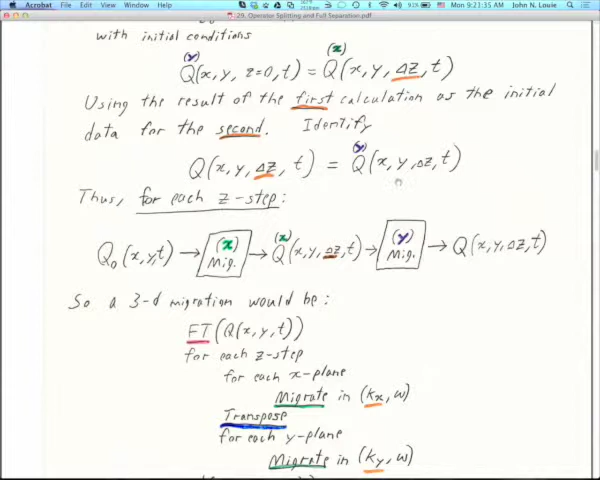 Acrobat File Edit View Window Help
91% Mon 9:21:35 AM John N. Louie
29. Operator Splitting and Full Separation.pdf
with initial conditions
(y) (x)
Q(x, y, z=0, t) = Q(x, y, Δz, t)
Using the result of the first calculation as the initial
data for the second. Identify
(y)
Q(x, y, Δz, t) = Q(x, y, Δz, t)
Thus, for each z-step:
(x) (x) (y)
Q₀(x,y,t) → Mig. → Q(x, y, Δz, t) → Mig. → Q(x, y, Δz, t)
So a 3-d migration would be:
FT(Q(x, y, t))
for each z-step
for each x-plane
Migrate in (kx, ω)
Transpose
for each y-plane
Migrate in (ky, ω)